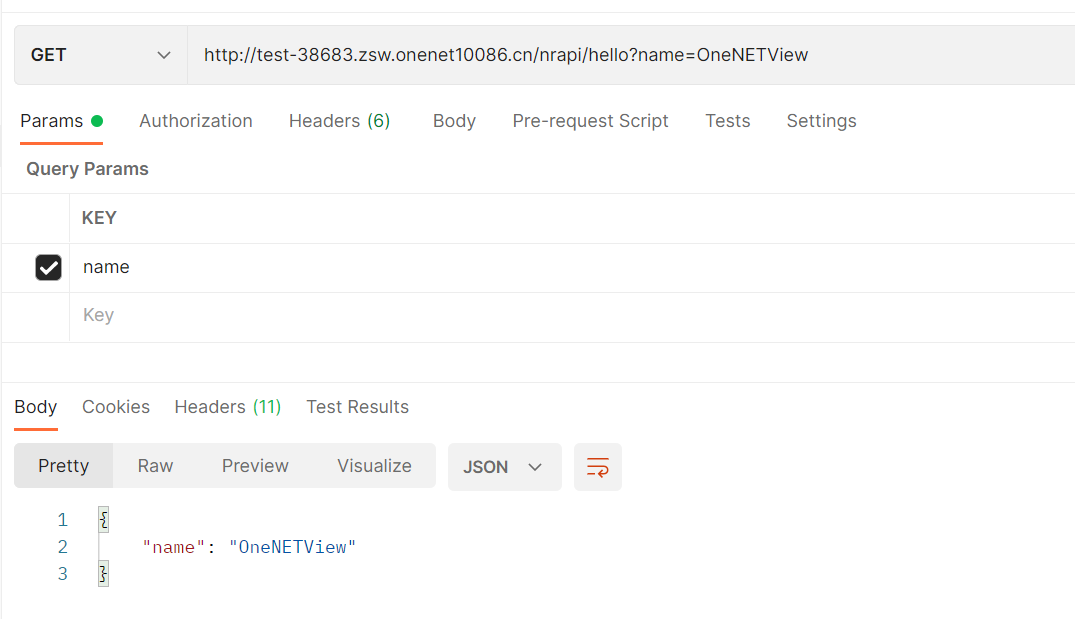 GET http://test-38683.zsw.onenet10086.cn/nrapi/hello?name=OneNETView
Params Authorization Headers (6) Body Pre-request Script Tests Settings
Query Params
KEY
name
Key
Body Cookies Headers (11) Test Results
Pretty Raw Preview Visualize JSON
1 {
2 "name": "OneNETView"
3 }